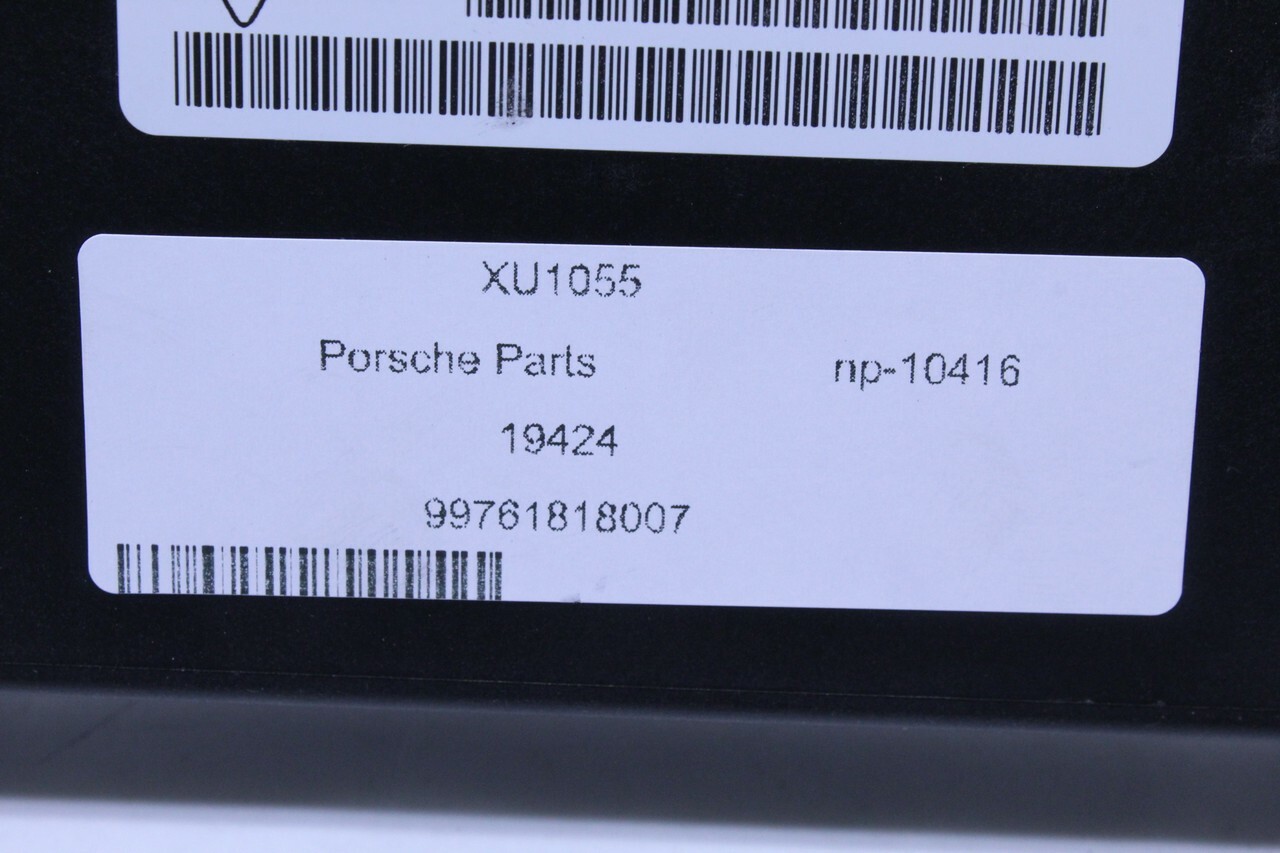 XU1055
Porsche Parts np-10416
19424
99761818007